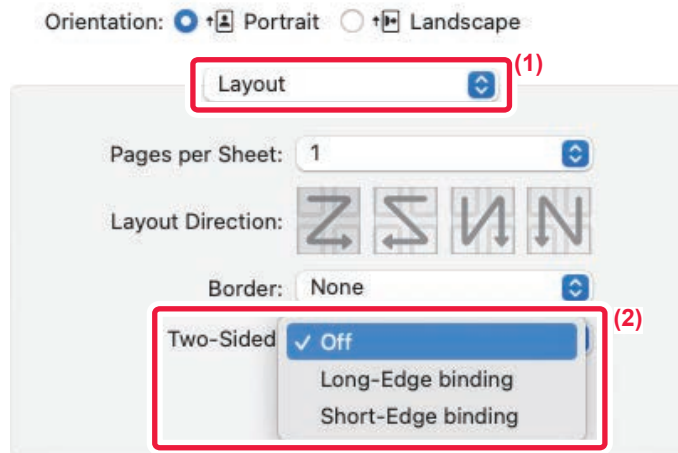 Orientation: Portrait Landscape
Layout (1)
Pages per Sheet: 1
Layout Direction:
Border: None
(2)
Two-Sided ✓ Off
Long-Edge binding
Short-Edge binding